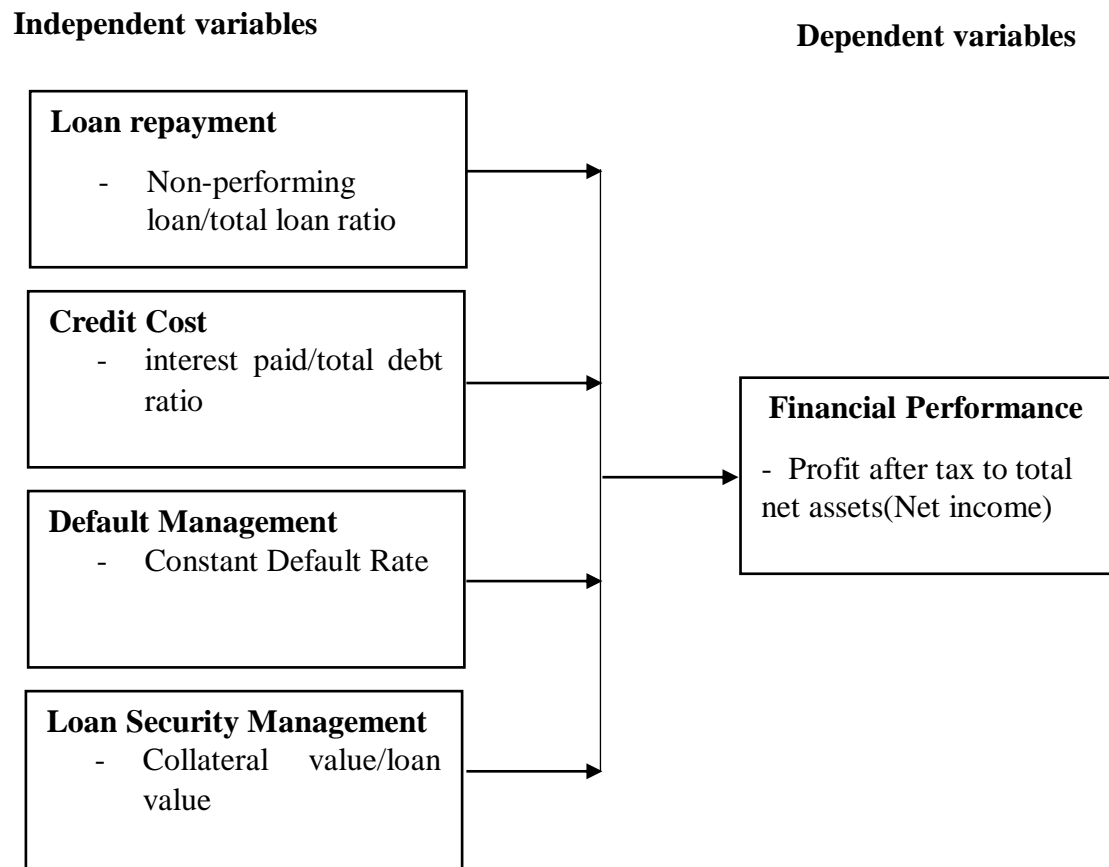 Independent variables
Dependent variables
Loan repayment
- Non-performing
loan/total loan ratio
Credit Cost
- interest paid/total debt
ratio
Default Management
- Constant Default Rate
Loan Security Management
- Collateral value/loan
value
Financial Performance
- Profit after tax to total
net assets(Net income)